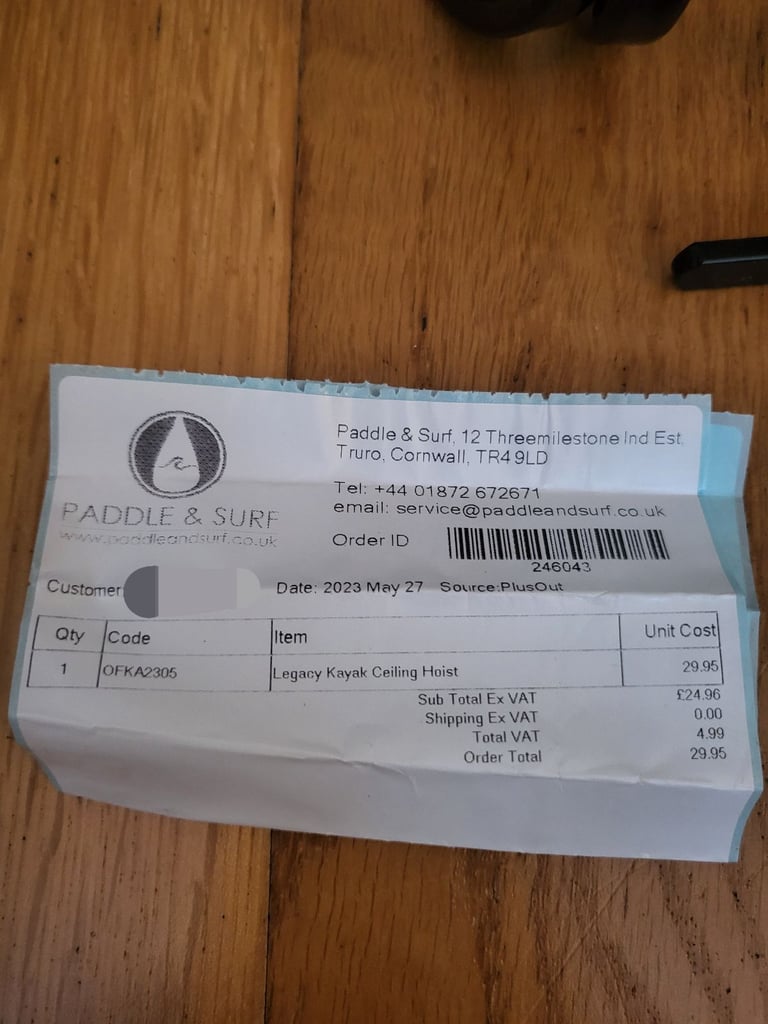 PADDLE & SURF
www.paddleandsurf.co.uk
Paddle & Surf, 12 Threemilestone Ind Est,
Truro, Cornwall, TR4 9LD
Tel: +44 01872 672671
email: service@paddleandsurf.co.uk
Order ID
246043
Customer: Date: 2023 May 27 Source:PlusOut
Qty Code Item Unit Cost
1 OFKA2305 Legacy Kayak Ceiling Hoist 29.95
Sub Total Ex VAT £24.96
Shipping Ex VAT 0.00
Total VAT 4.99
Order Total 29.95